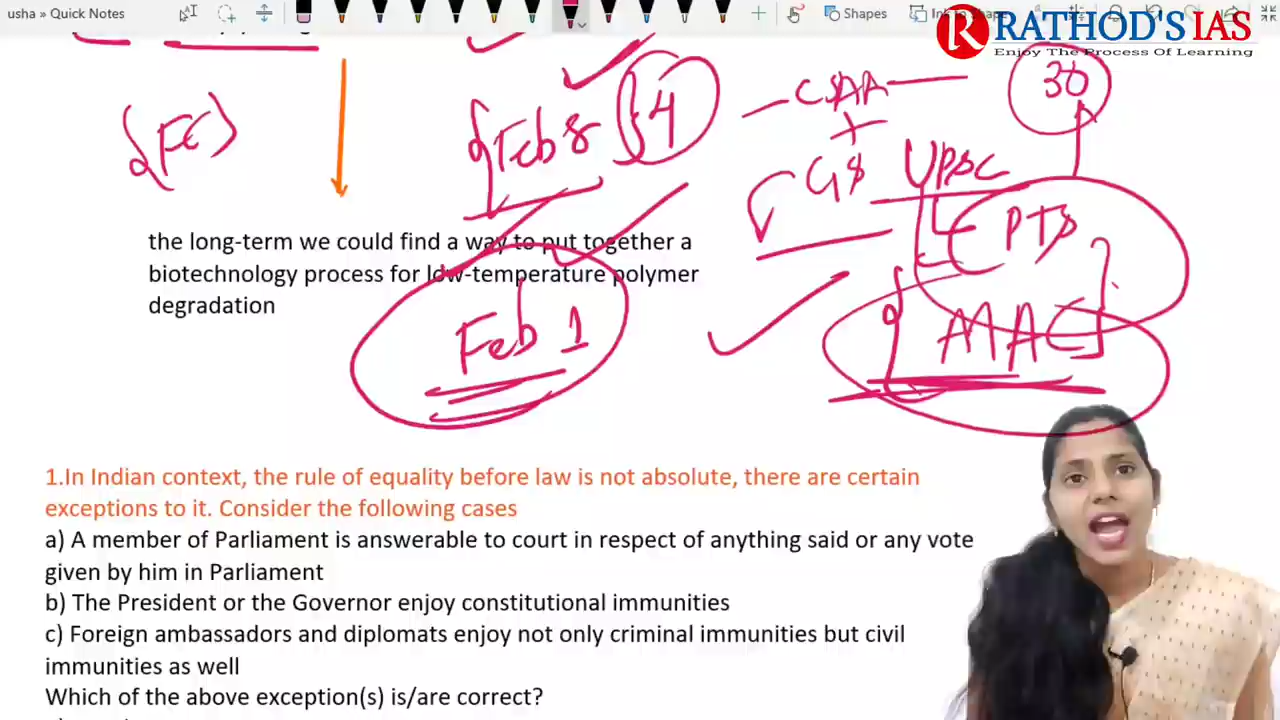 usha » Quick Notes
Shapes
RATHOD'S IAS
Enjoy The Process Of Learning
{FC}
{Feb 8} 4
CSAT
+
GS
UPSC
30
PTS
the long-term we could find a way to put together a
biotechnology process for low-temperature polymer
degradation
Feb 1
1.In Indian context, the rule of equality before law is not absolute, there are certain
exceptions to it. Consider the following cases
a) A member of Parliament is answerable to court in respect of anything said or any vote
given by him in Parliament
b) The President or the Governor enjoy constitutional immunities
c) Foreign ambassadors and diplomats enjoy not only criminal immunities but civil
immunities as well
Which of the above exception(s) is/are correct?